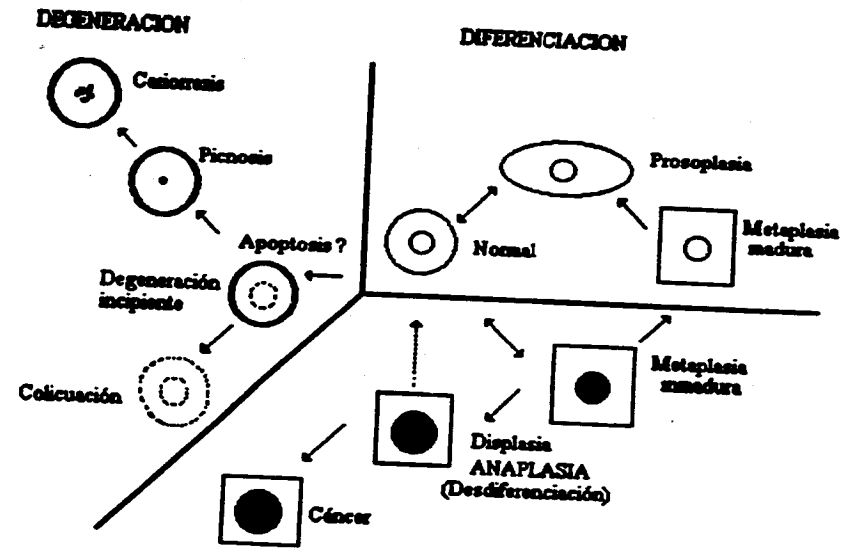 DEGENERACION
DIFERENCIACION
Cariorrexis
Picnosis
Prosoplasia
Apoptosis ?
Normal
Metaplasia
madura
Degeneración
incipiente
Colicuación
Metaplasia
inmadura
Displasia
ANAPLASIA
(Desdiferenciación)
Cáncer